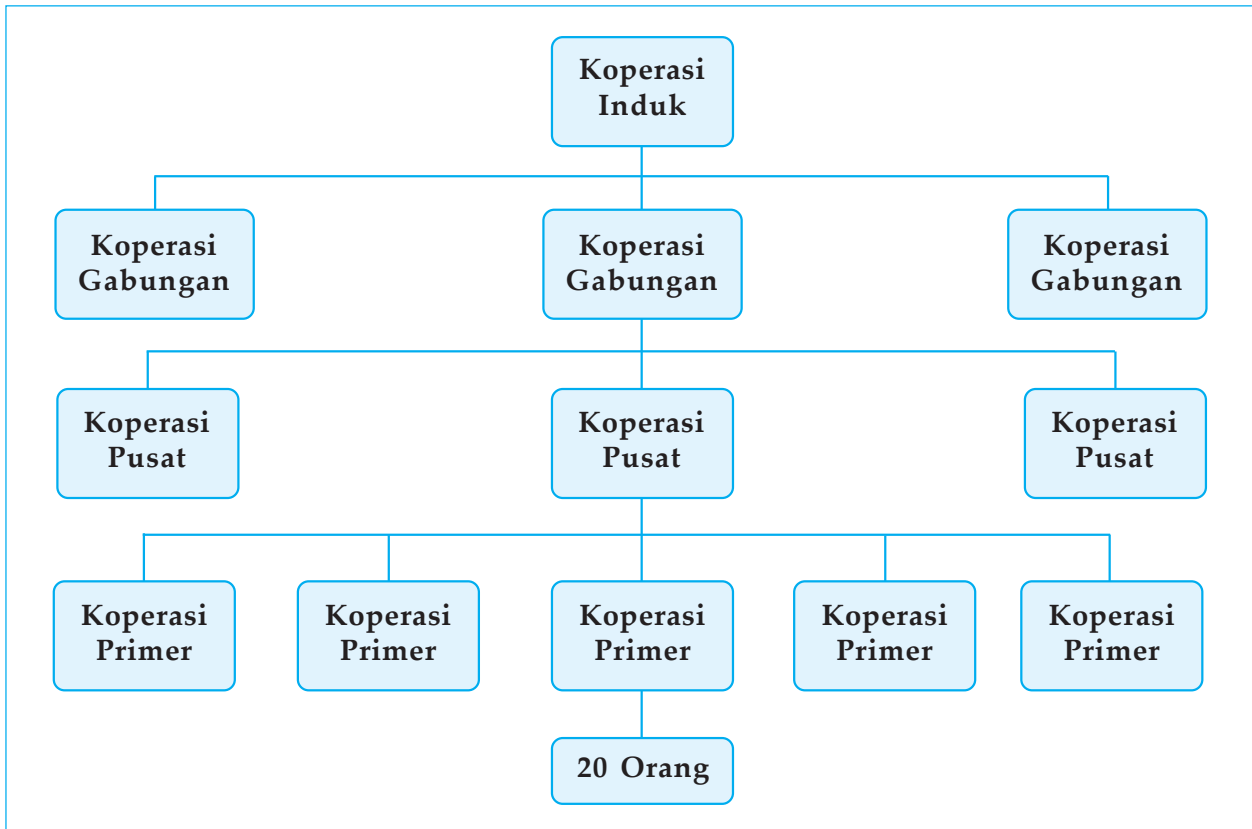 Koperasi
Induk
Koperasi
Gabungan
Koperasi
Gabungan
Koperasi
Gabungan
Koperasi
Pusat
Koperasi
Pusat
Koperasi
Pusat
Koperasi
Primer
Koperasi
Primer
Koperasi
Primer
Koperasi
Primer
Koperasi
Primer
20 Orang